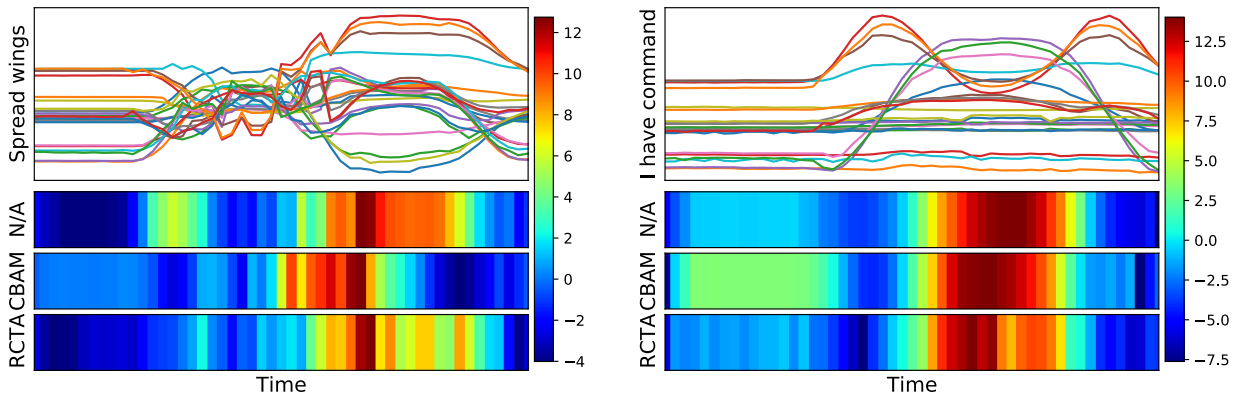 Spread wings
N/A
CBAM
RCTA
Time
12
10
8
6
4
2
0
−2
−4
I have command
N/A
CBAM
RCTA
Time
12.5
10.0
7.5
5.0
2.5
0.0
−2.5
−5.0
−7.5